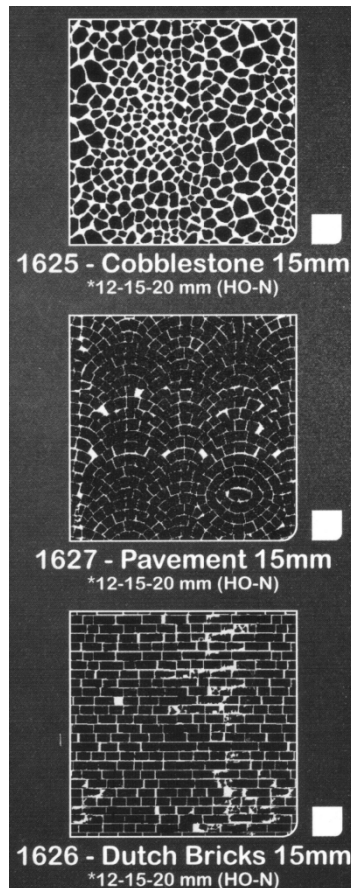 1625 - Cobblestone 15mm
*12-15-20 mm (HO-N)
1627 - Pavement 15mm
*12-15-20 mm (HO-N)
1626 - Dutch Bricks 15mm
*12-15-20 mm (HO-N)